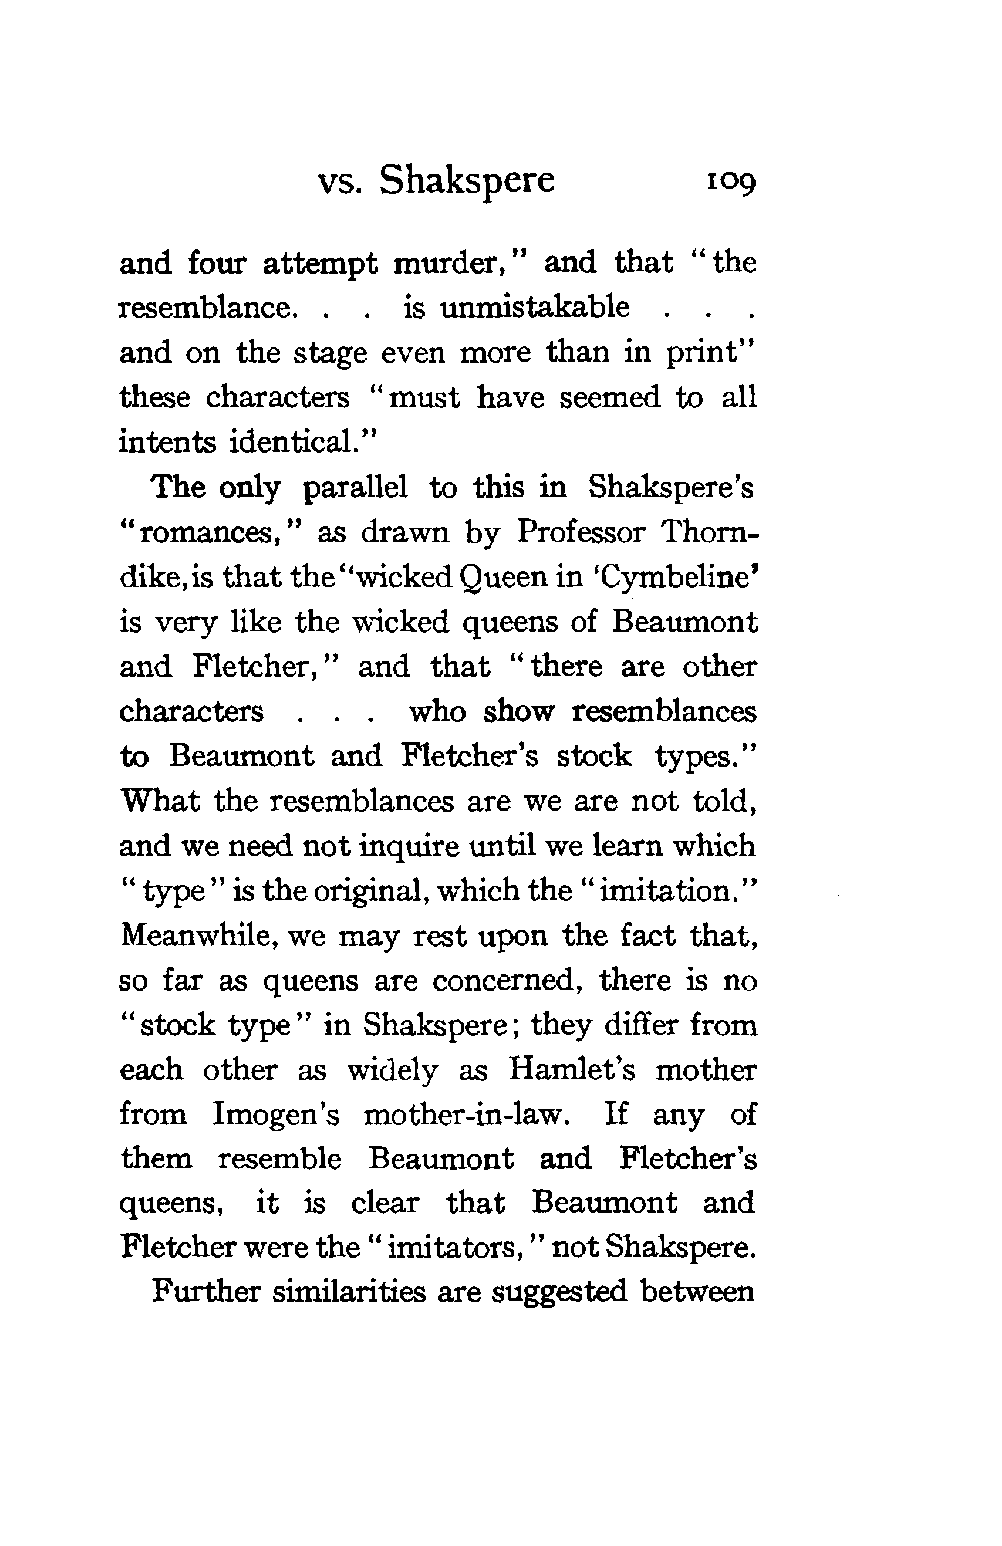 vs. Shakspere 109
and four attempt murder," and that "the
resemblance. . . is unmistakable . . .
and on the stage even more than in print"
these characters "must have seemed to all
intents identical."
The only parallel to this in Shakspere's
"romances," as drawn by Professor Thorn-
dike, is that the "wicked Queen in 'Cymbeline'
is very like the wicked queens of Beaumont
and Fletcher," and that "there are other
characters . . . who show resemblances
to Beaumont and Fletcher's stock types."
What the resemblances are we are not told,
and we need not inquire until we learn which
"type" is the original, which the "imitation."
Meanwhile, we may rest upon the fact that,
so far as queens are concerned, there is no
"stock type" in Shakspere; they differ from
each other as widely as Hamlet's mother
from Imogen's mother-in-law. If any of
them resemble Beaumont and Fletcher's
queens, it is clear that Beaumont and
Fletcher were the "imitators," not Shakspere.
Further similarities are suggested between